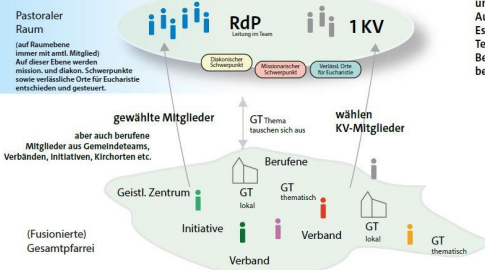 Pastoraler
Raum
(auf Raumebene
immer mit amtl. Mitglied)
Auf dieser Ebene werden
mission. und diakon. Schwerpunkte
sowie verlässliche Orte für Eucharistie
entschieden und gesteuert.
RdP
Leitung im Team
1 KV
Diakonischer
Schwerpunkt
Missionarischer
Schwerpunkt
Verlässl. Orte
für Eucharistie
gewählte Mitglieder
aber auch berufene
Mitglieder aus Gemeindeteams,
Verbänden, Initiativen, Kirchorten etc.
GT Thema
tauschen sich aus
wählen
KV-Mitglieder
Berufene
Geistl. Zentrum
GT
lokal
GT
thematisch
Initiative
Verband
GT
lokal
GT
thematisch
Verband
(Fusionierte)
Gesamtpfarrei